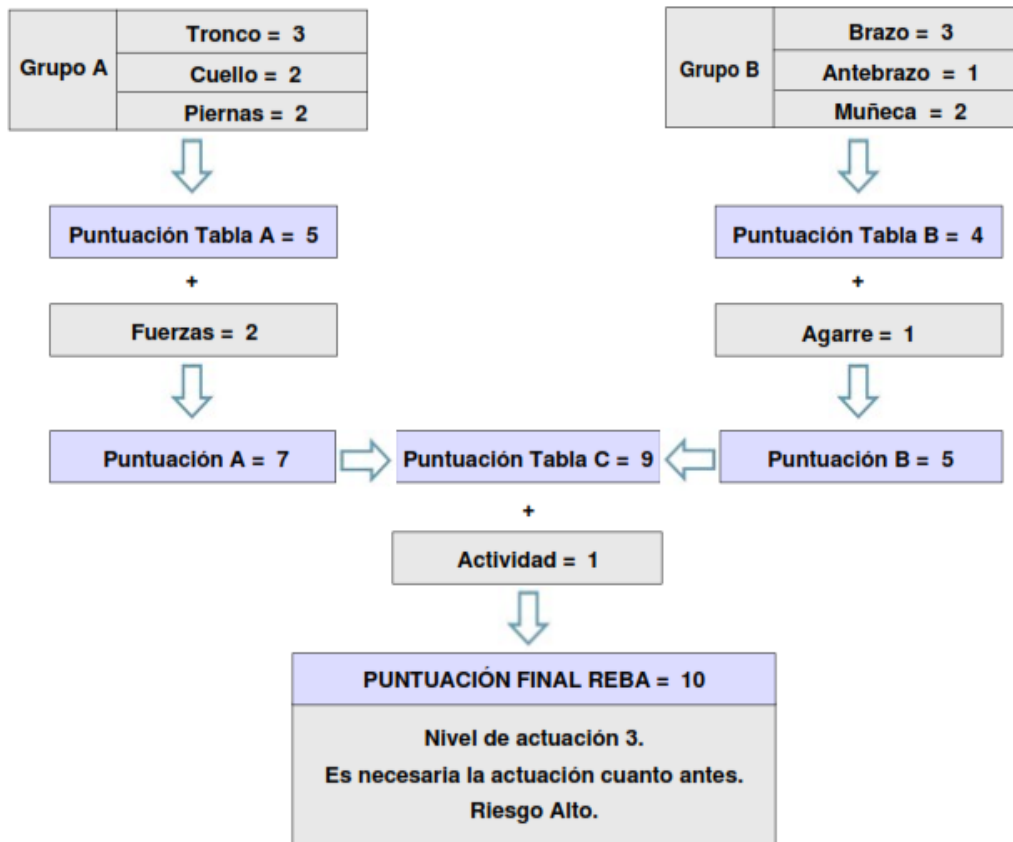 Grupo A
Tronco = 3
Cuello = 2
Piernas = 2
Grupo B
Brazo = 3
Antebrazo = 1
Muñeca = 2
Puntuación Tabla A = 5
+
Fuerzas = 2
Puntuación Tabla B = 4
+
Agarre = 1
Puntuación A = 7
Puntuación Tabla C = 9
Puntuación B = 5
+
Actividad = 1
PUNTUACIÓN FINAL REBA = 10
Nivel de actuación 3.
Es necesaria la actuación cuanto antes.
Riesgo Alto.